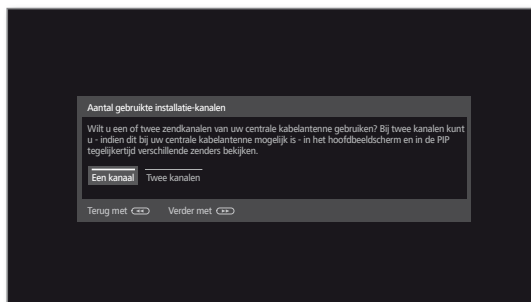 Aantal gebruikte installatie-kanalen
Wilt u een of twee zendkanalen van uw centrale kabelantenne gebruiken? Bij twee kanalen kunt
u - indien dit bij uw centrale kabelantenne mogelijk is - in het hoofdbeeldscherm en in de PIP
tegelijkertijd verschillende zenders bekijken.
Een kanaal Twee kanalen
Terug met Verder met